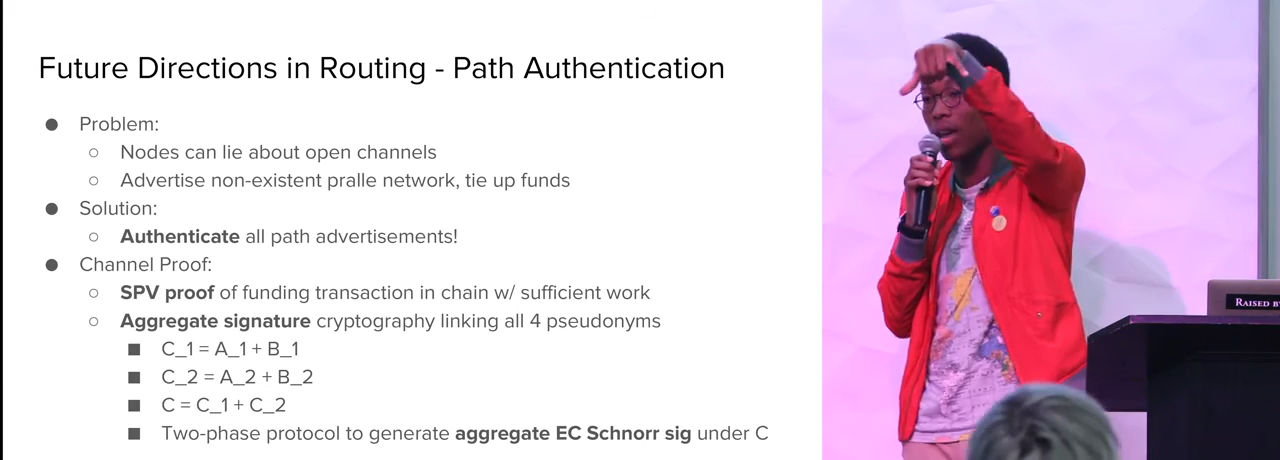 Future Directions in Routing - Path Authentication
● Problem:
○ Nodes can lie about open channels
○ Advertise non-existent pralle network, tie up funds
● Solution:
○ Authenticate all path advertisements!
● Channel Proof:
○ SPV proof of funding transaction in chain w/ sufficient work
○ Aggregate signature cryptography linking all 4 pseudonyms
■ C_1 = A_1 + B_1
■ C_2 = A_2 + B_2
■ C = C_1 + C_2
■ Two-phase protocol to generate aggregate EC Schnorr sig under C
RAISED